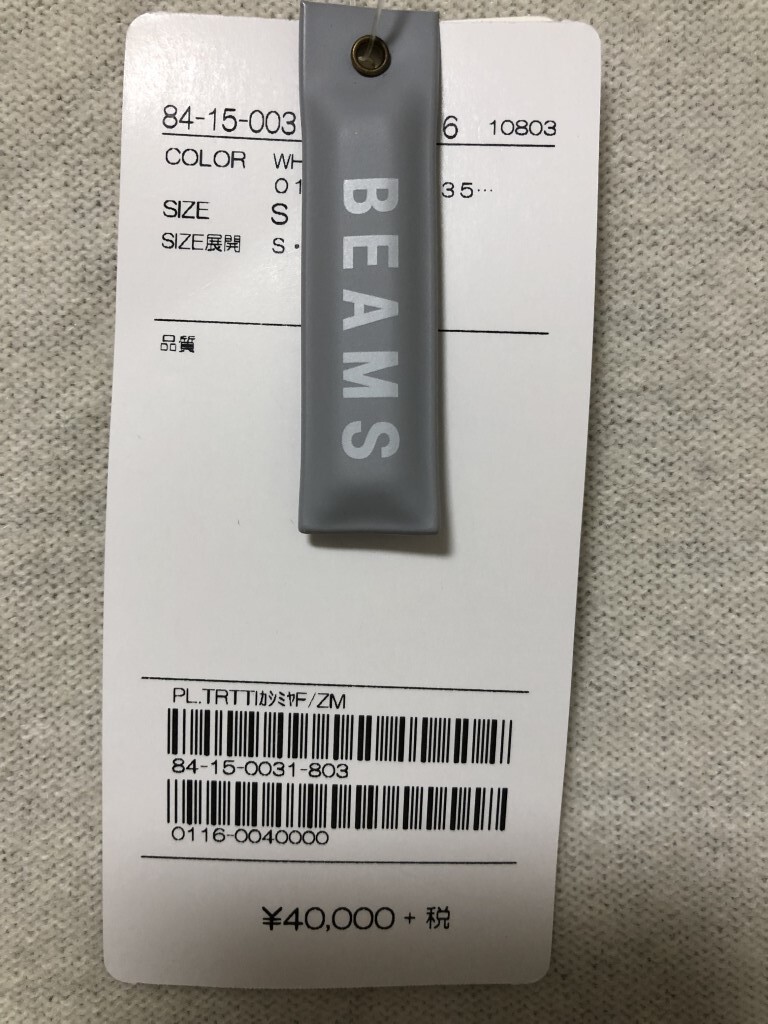 84-15-003 6 10803
COLOR WH
01 35…
SIZE S
SIZE展開 S・
BEAMS
品質
PL.TRTTIｶｼﾐﾔF/ZM
84-15-0031-803
0116-0040000
¥40,000 + 税